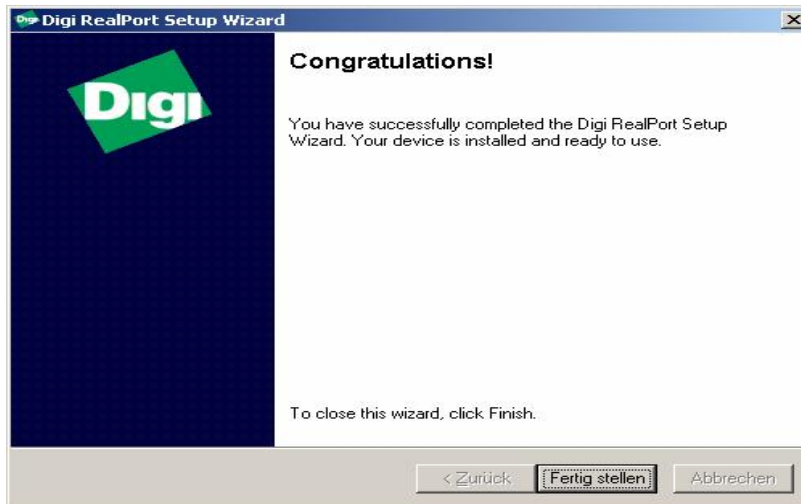 Digi RealPort Setup Wizard
Digi
Congratulations!
You have successfully completed the Digi RealPort Setup
Wizard. Your device is installed and ready to use.
To close this wizard, click Finish.
< Zurück
Fertig stellen
Abbrechen